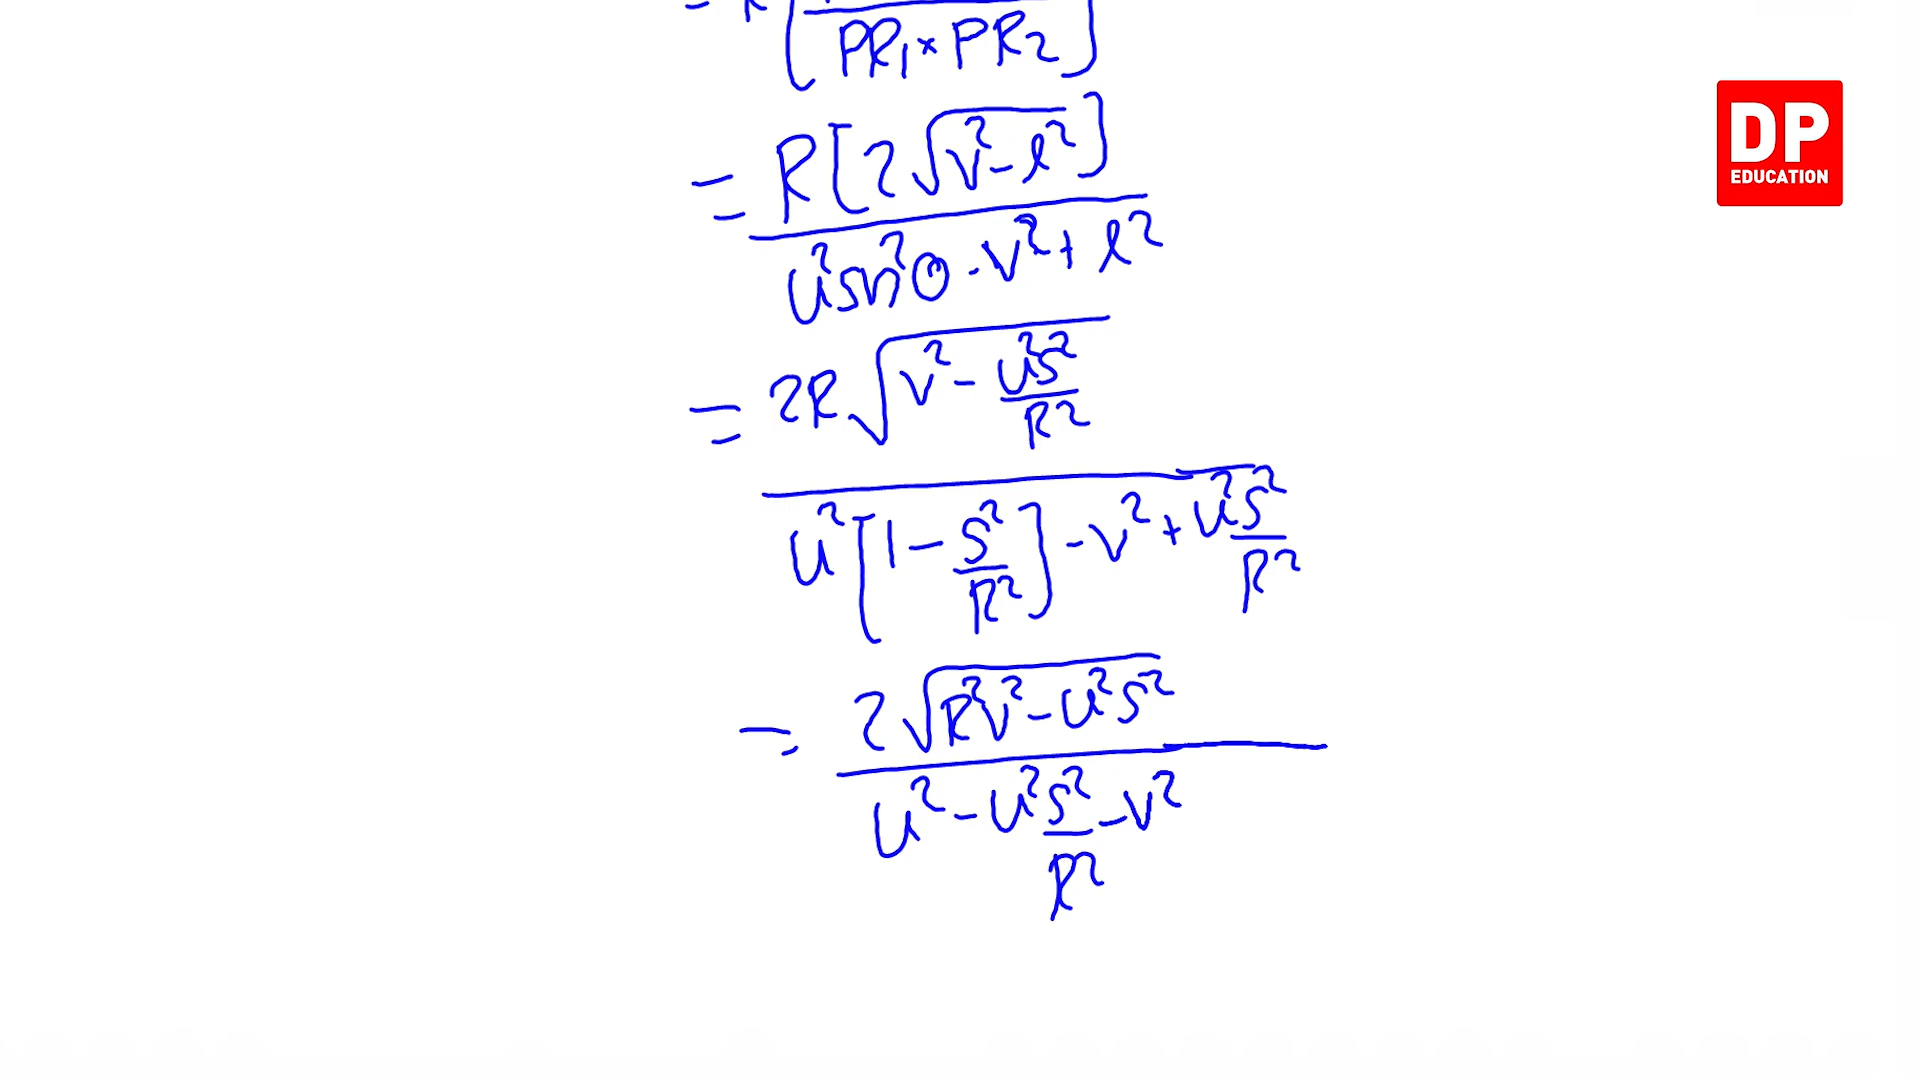 PR₁ × PR₂]
= R[2√(v² - l²)]
u²sin²θ - v² + l²
= 2R√(v² - u²s²/R²)
u²[1 - s²/R²] - v² + u²s²/R²
= 2√(R²v² - u²s²)
u² - u²s²/R² - v²
DP
EDUCATION